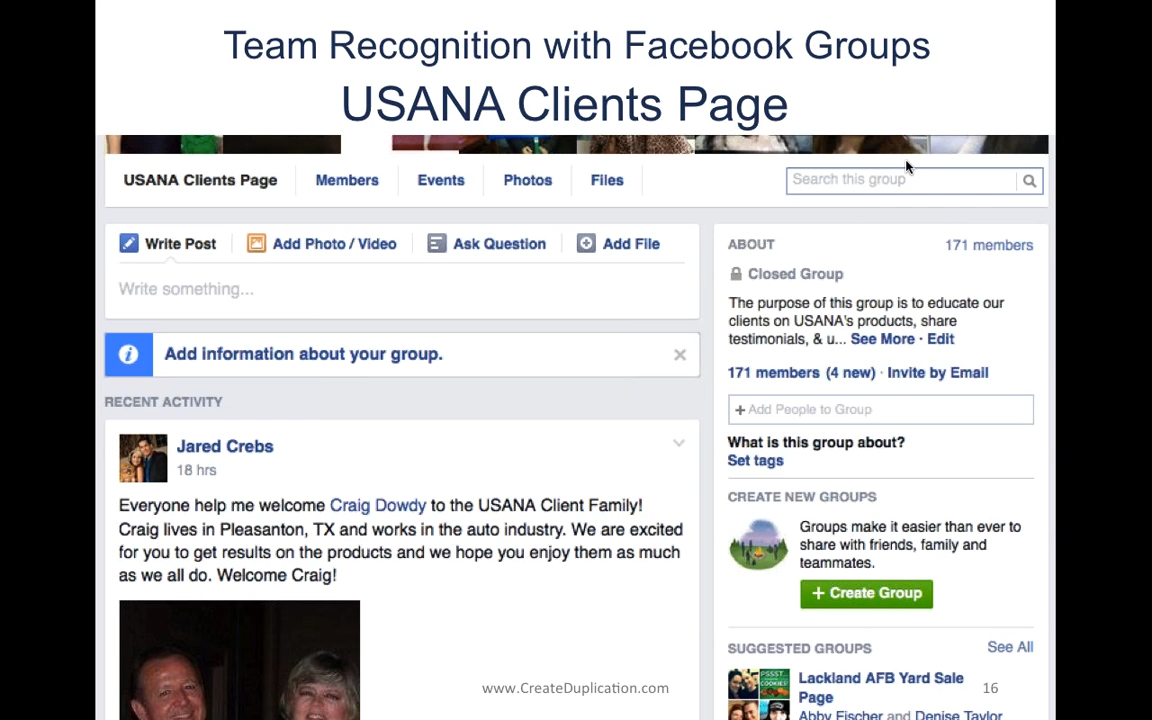 Team Recognition with Facebook Groups
USANA Clients Page
USANA Clients Page Members Events Photos Files Search this group
Write Post Add Photo / Video Ask Question Add File
Write something...
Add information about your group.
RECENT ACTIVITY
Jared Crebs
18 hrs
Everyone help me welcome Craig Dowdy to the USANA Client Family!
Craig lives in Pleasanton, TX and works in the auto industry. We are excited
for you to get results on the products and we hope you enjoy them as much
as we all do. Welcome Craig!
ABOUT 171 members
Closed Group
The purpose of this group is to educate our
clients on USANA's products, share
testimonials, & u... See More · Edit
171 members (4 new) · Invite by Email
+ Add People to Group
What is this group about?
Set tags
CREATE NEW GROUPS
Groups make it easier than ever to
share with friends, family and
teammates.
+ Create Group
SUGGESTED GROUPS See All
PSSST...
COOKIES!
Lackland AFB Yard Sale
Page
Abby Fischer and Denise Taylor
www.CreateDuplication.com
16